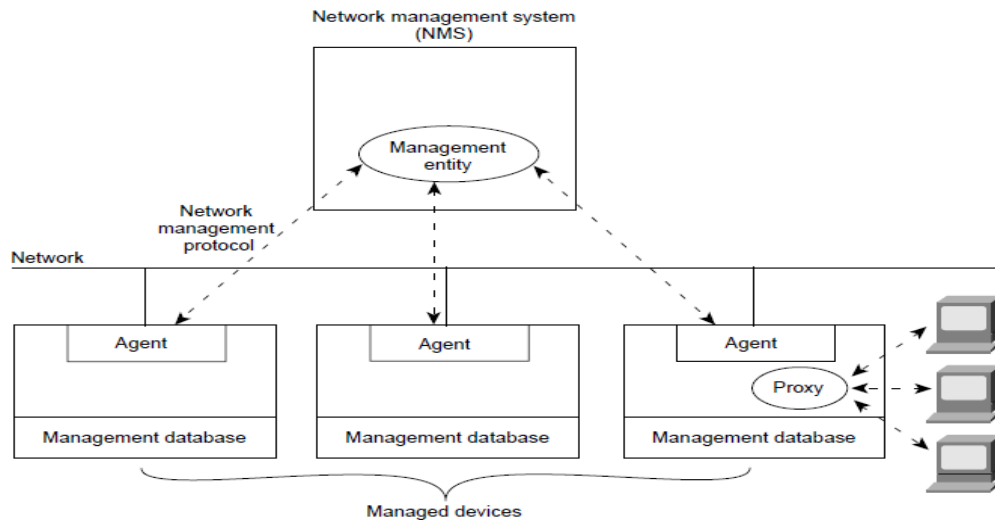 Network management system
(NMS)
Management
entity
Network
management
protocol
Network
Agent
Agent
Agent
Proxy
Management database
Management database
Management database
Managed devices